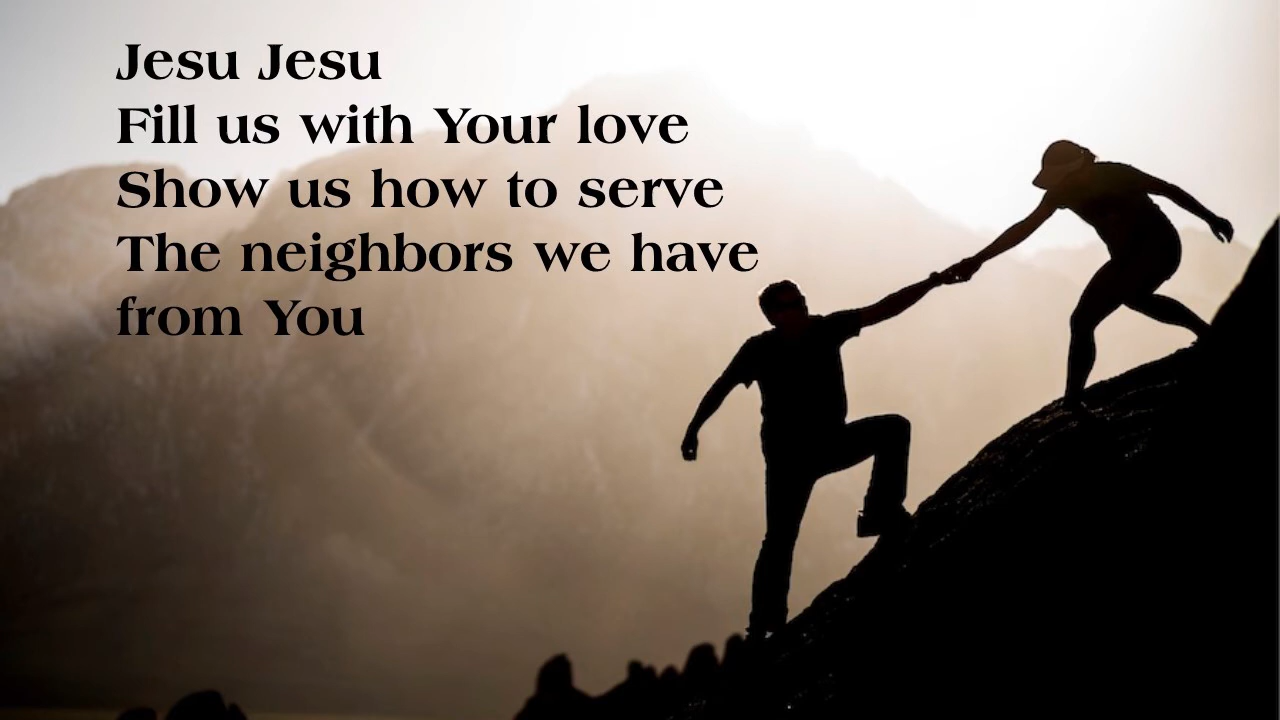 Jesu Jesu
Fill us with Your love
Show us how to serve
The neighbors we have
from You